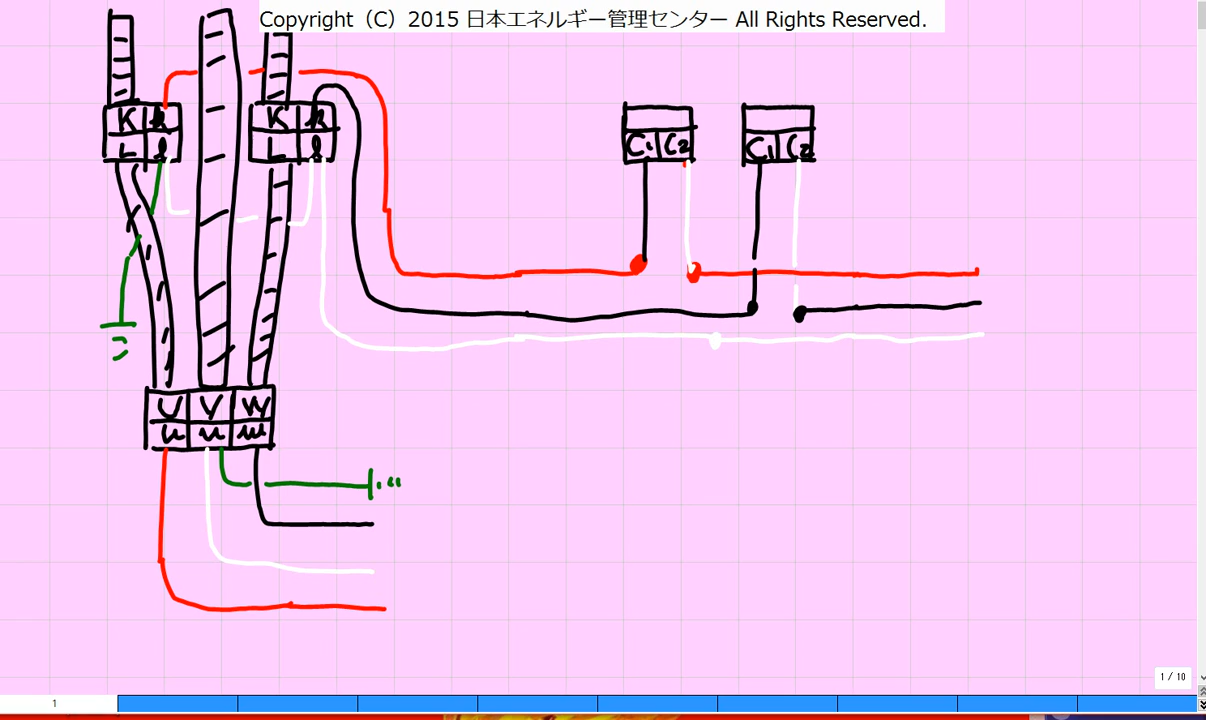 Copyright（C）2015 日本エネルギー管理センター All Rights Reserved.
K k K k
L l L l
C1 C2 C1 C2
U V W
u u w
1 / 10
1